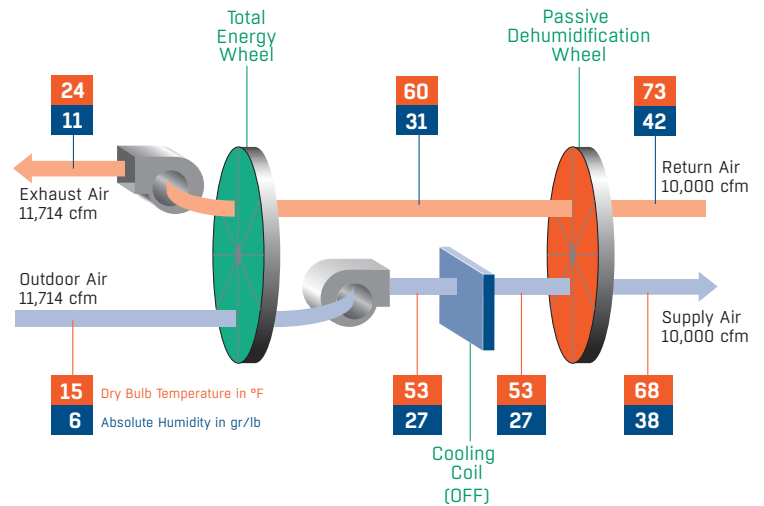 Total
Energy
Wheel
Passive
Dehumidification
Wheel
24
11
60
31
73
42
Exhaust Air
11,714 cfm
Return Air
10,000 cfm
Outdoor Air
11,714 cfm
Supply Air
10,000 cfm
15 Dry Bulb Temperature in °F
6 Absolute Humidity in gr/lb
53
27
53
27
68
38
Cooling
Coil
(OFF)